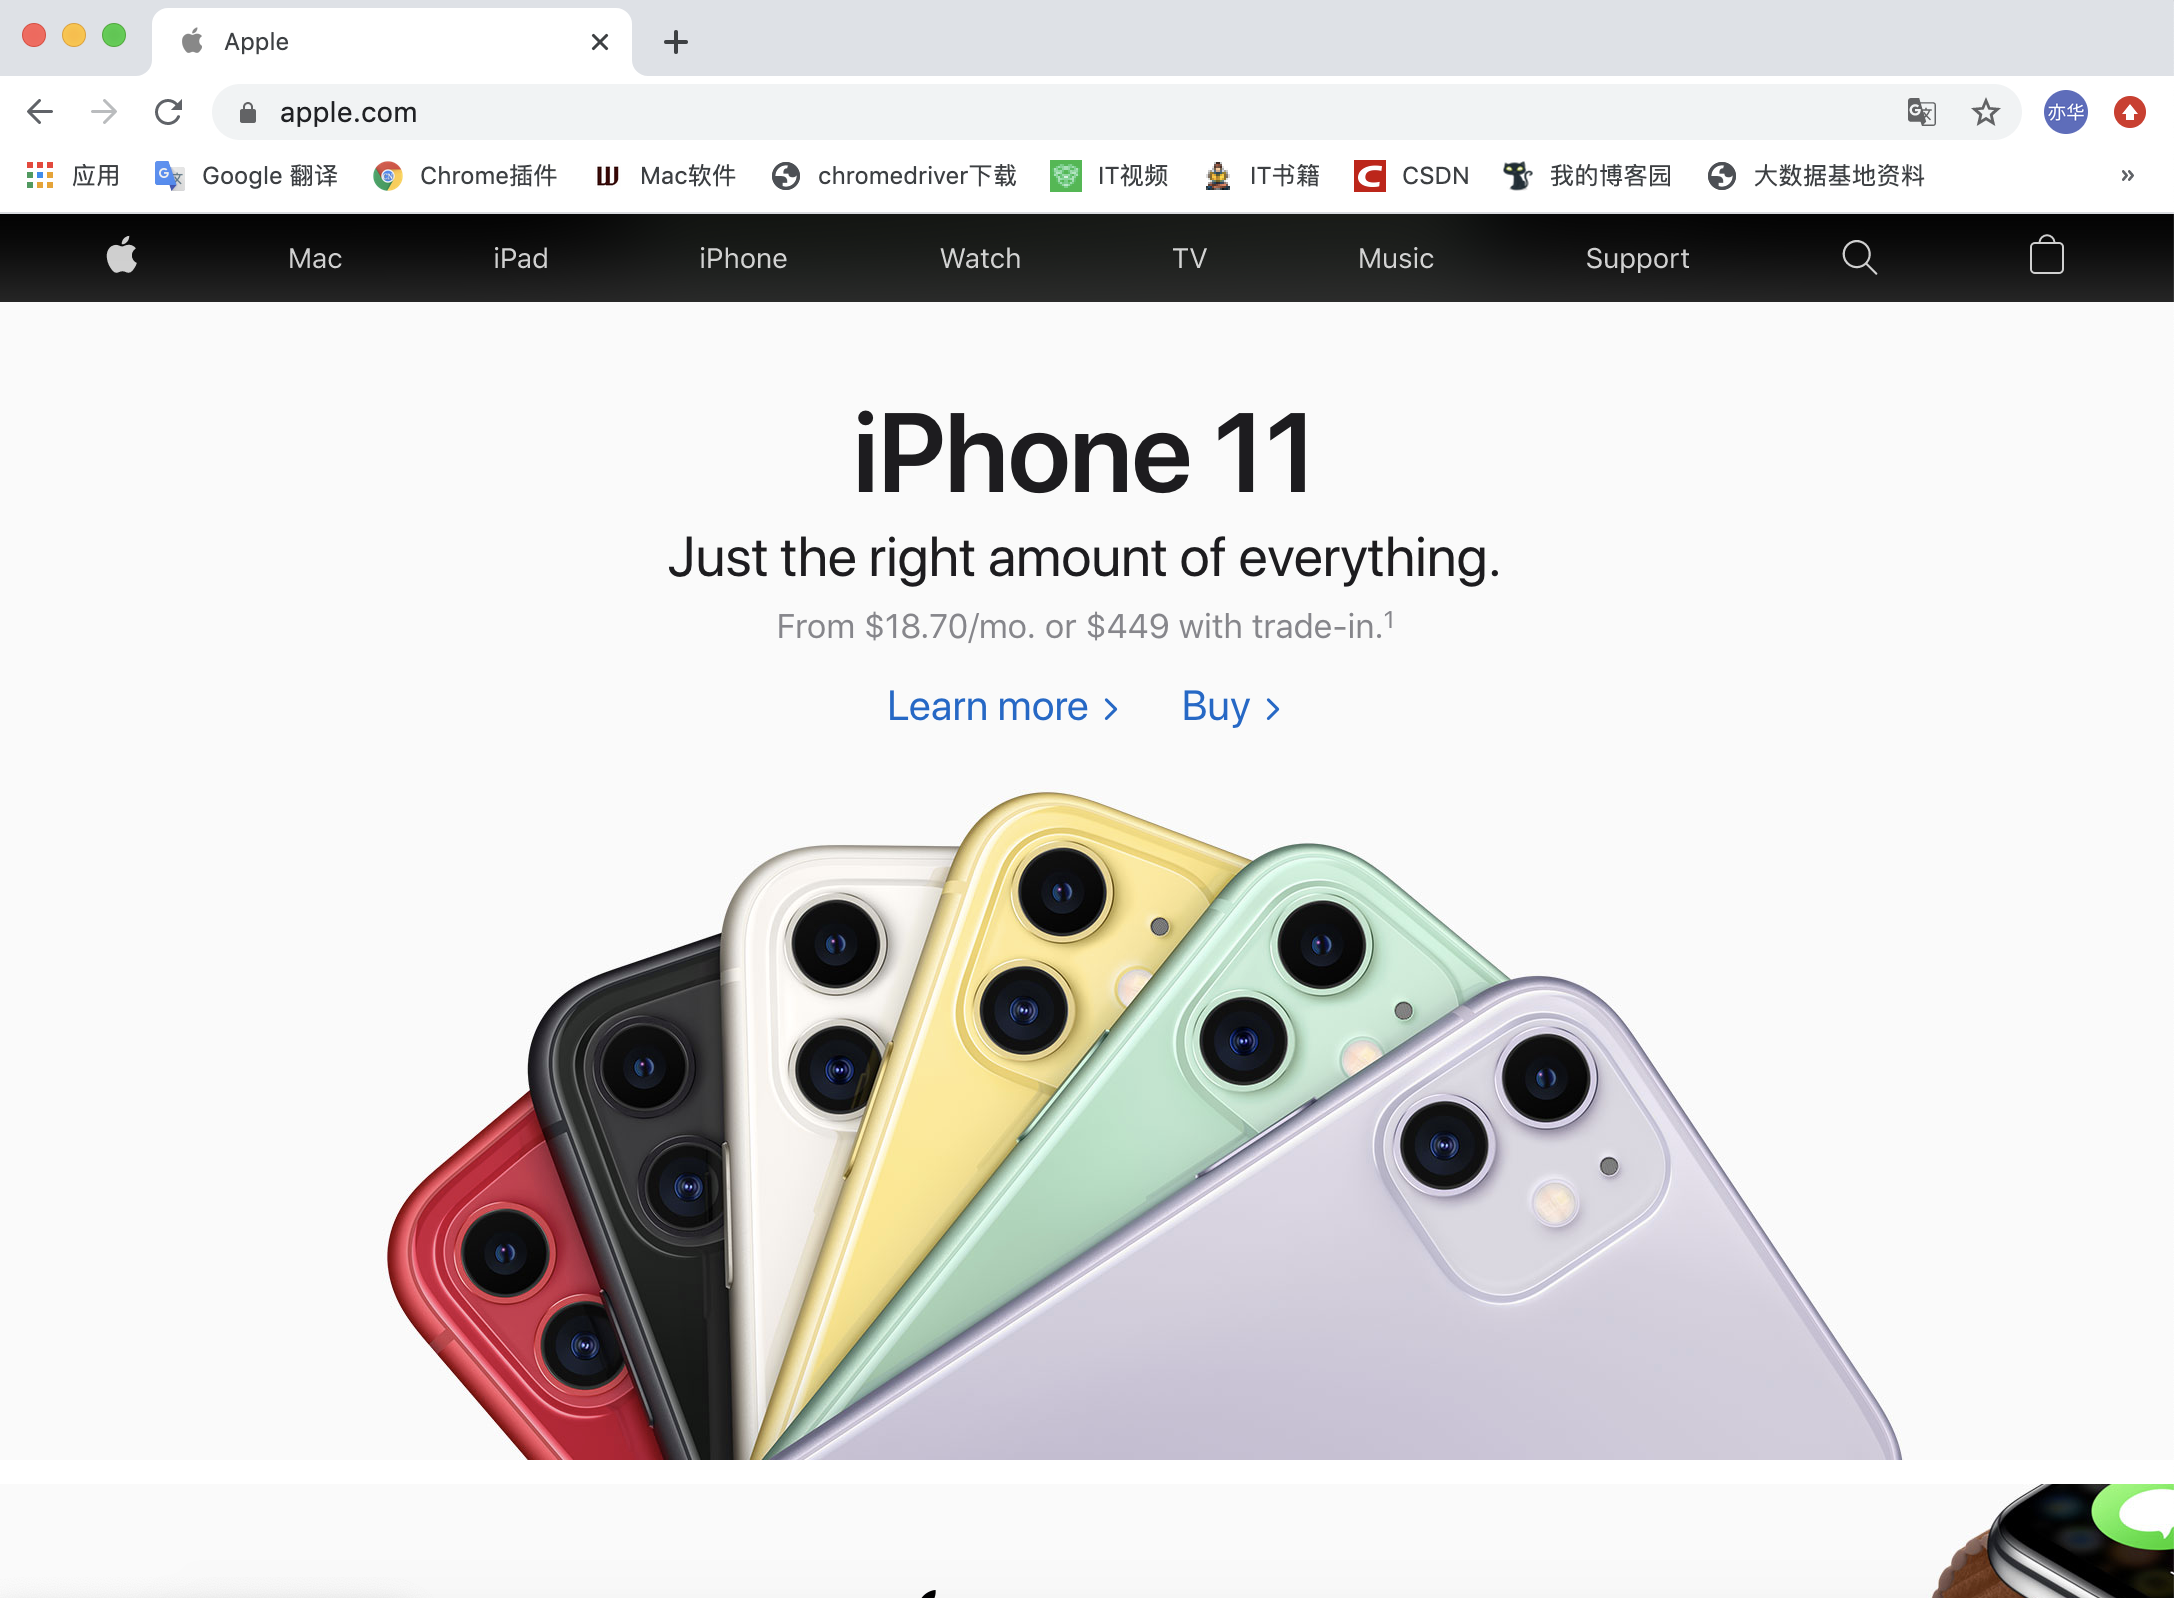 Apple
apple.com
亦华
应用 Google 翻译 Chrome插件 Mac软件 chromedriver下载 IT视频 IT书籍 CSDN 我的博客园 大数据基地资料 »
Mac iPad iPhone Watch TV Music Support
iPhone 11
Just the right amount of everything.
From $18.70/mo. or $449 with trade-in.¹
Learn more > Buy >